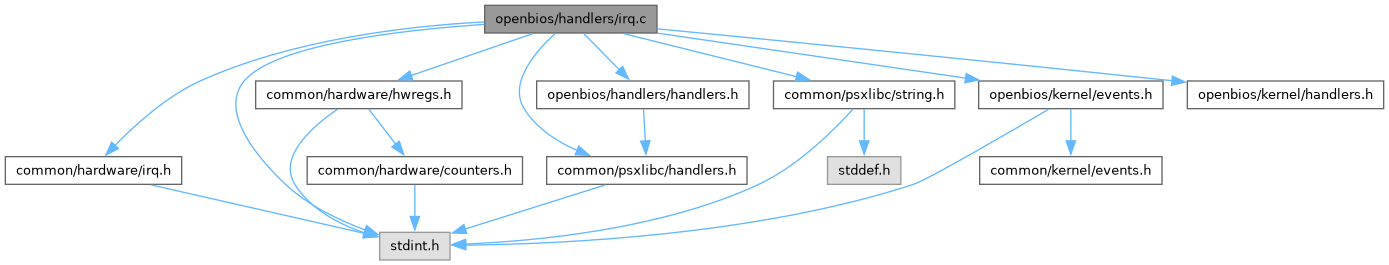 openbios/handlers/irq.c
common/hardware/hwregs.h
openbios/handlers/handlers.h
common/psxlibc/string.h
openbios/kernel/events.h
openbios/kernel/handlers.h
common/hardware/irq.h
common/hardware/counters.h
common/psxlibc/handlers.h
stddef.h
common/kernel/events.h
stdint.h